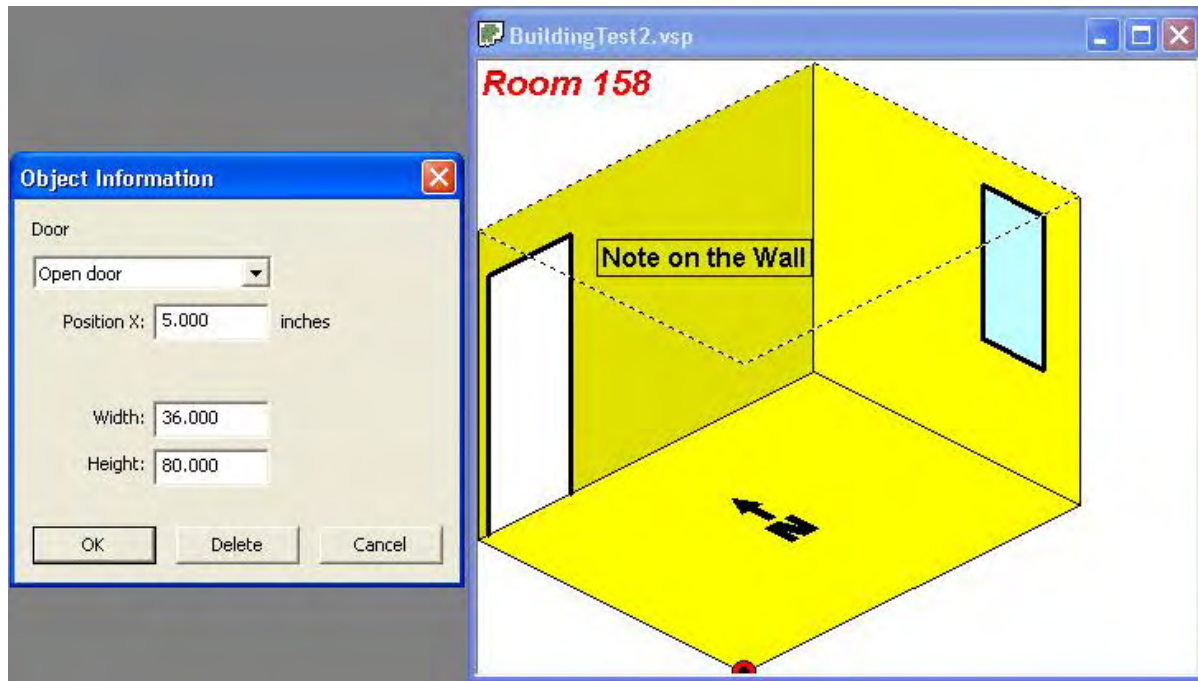 BuildingTest2.vsp
Room 158
Object Information
Door
Open door
Position X: 5.000 inches
Width: 36.000
Height: 80.000
OK Delete Cancel
Note on the Wall
N